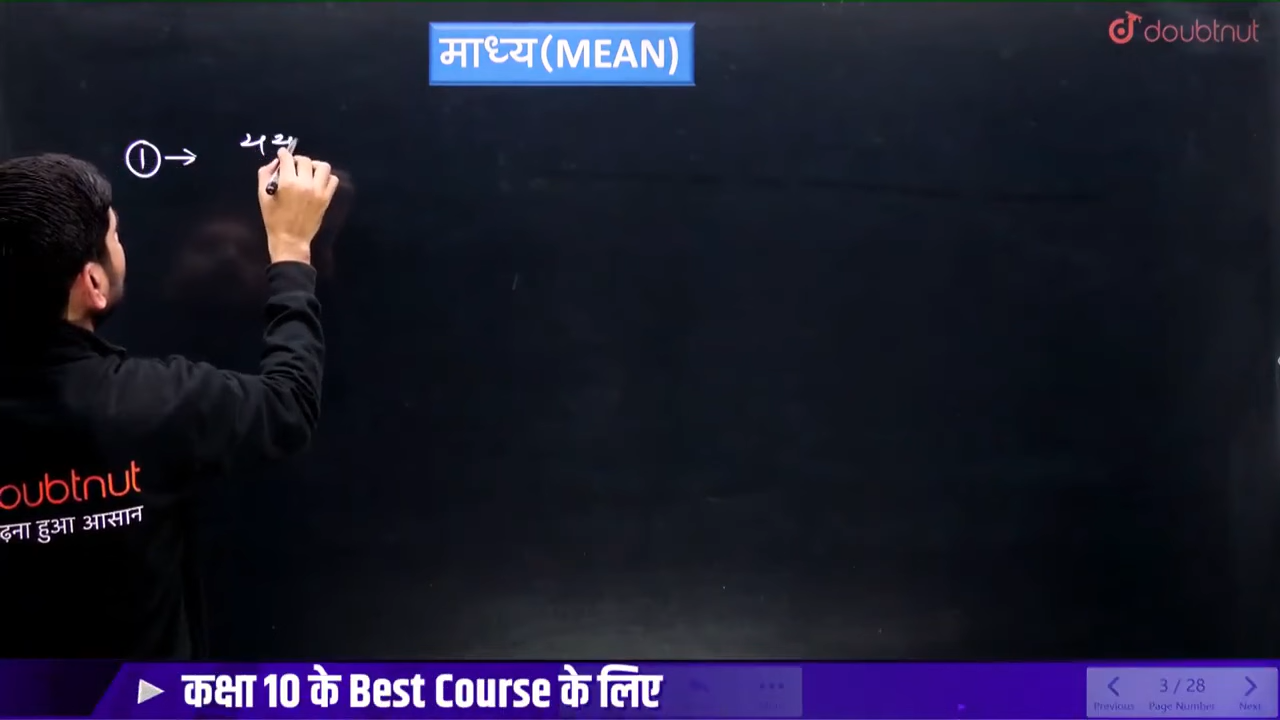 माध्य(MEAN)
doubtnut
① →
oubtnut
ढ़ना हुआ आसान
कक्षा 10 के Best Course के लिए
3 / 28
Previous Page Number Next